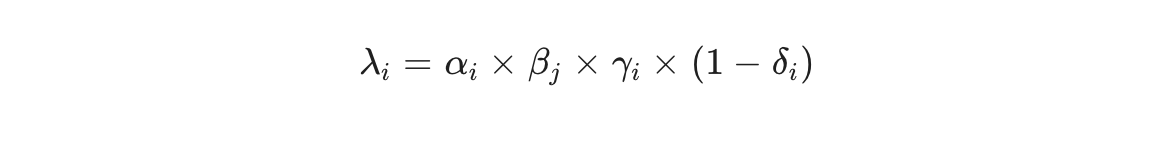 λᵢ = αᵢ × βⱼ × γᵢ × (1 − δᵢ)